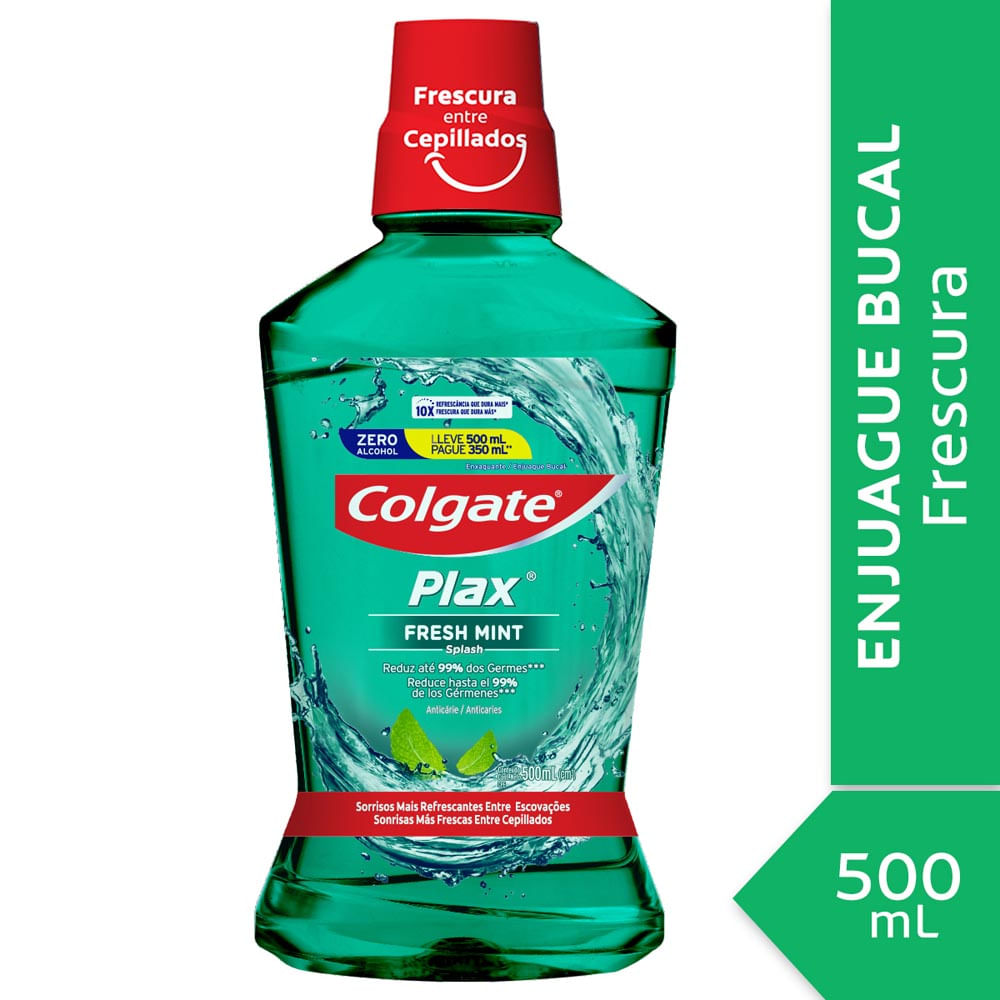 Frescura
entre
Cepillados
10X REFRESCÂNCIA QUE DURA MAIS*
FRESCURA QUE DURA MÁS*
ZERO
ALCOHOL
LLEVE 500 mL
PAGUE 350 mL**
Enxaguante / Enjuague Bucal
Colgate®
Plax®
FRESH MINT
Splash
Reduz até 99% dos Germes***
Reduce hasta el 99%
de los Gérmenes***
Anticárie / Anticaries
500 mL
Sorrisos Mais Refrescantes Entre Escovações
Sonrisas Más Frescas Entre Cepillados
ENJUAGUE BUCAL
Frescura
500
mL